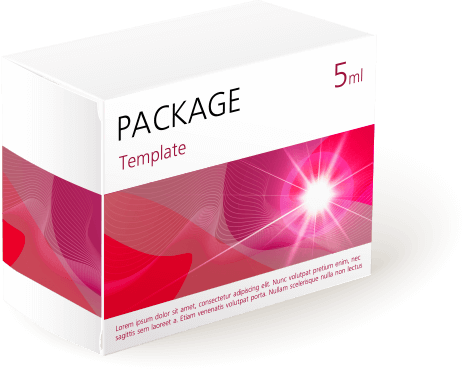 5ml
PACKAGE
Template
Lorem ipsum dolor sit amet, consectetur adipiscing elit. Nunc volutpat pretium enim, nec
sagittis sem laoreet a. Etiam venenatis volutpat porta. Nullam scelerisque nulla non lectus